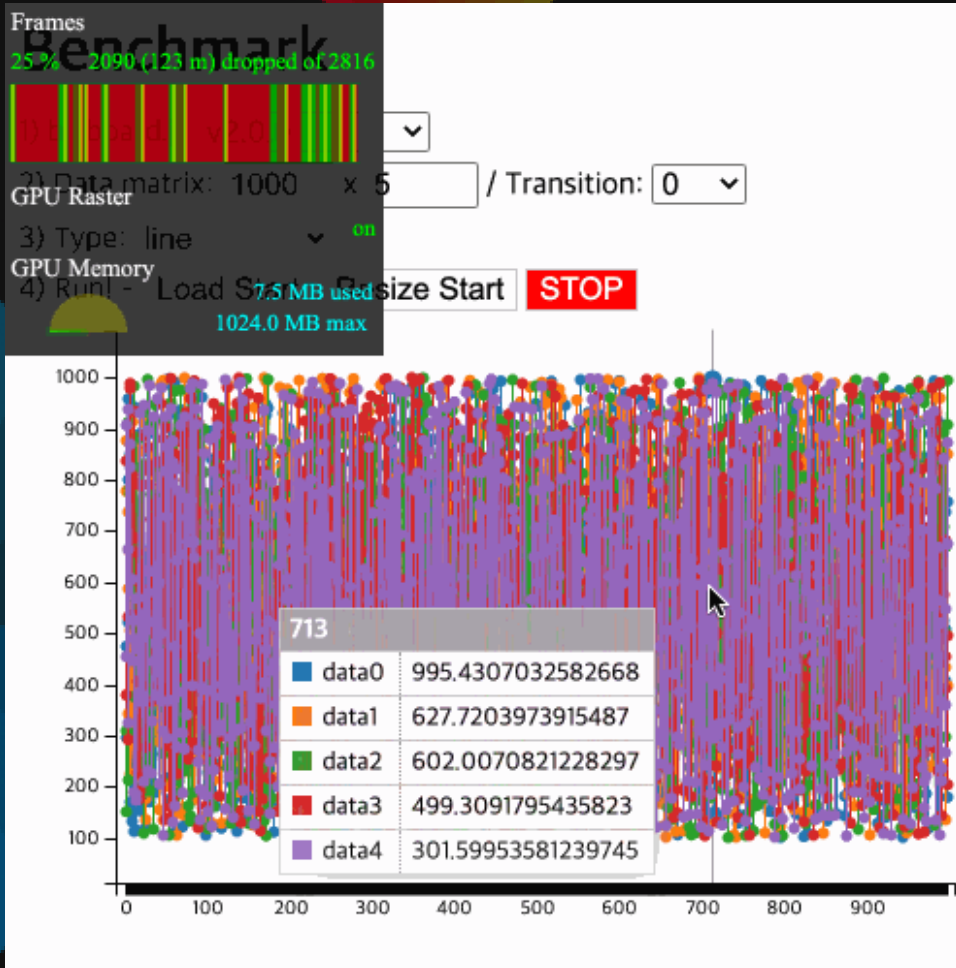 Frames
Benchmark
25 % 2090 (123 m) dropped of 2816
2) Data matrix: 1000 x 5 / Transition: 0
GPU Raster
on
3) Type: line
GPU Memory
4) Run! - Load Start Resize Start STOP
7.5 MB used
1024.0 MB max
1000
900
800
700
600
500
400
300
200
100
713
data0 995.4307032582668
data1 627.7203973915487
data2 602.0070821228297
data3 499.3091795435823
data4 301.59953581239745
0 100 200 300 400 500 600 700 800 900